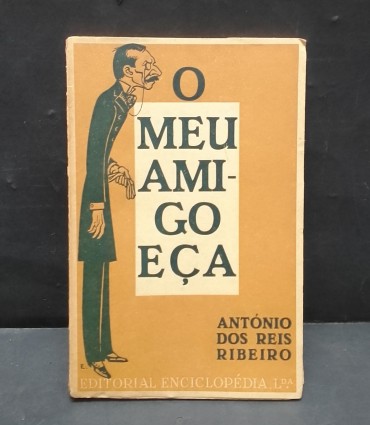 O
MEU
AMI-
GO
EÇA
ANTÓNIO
DOS REIS
RIBEIRO
E.
EDITORIAL ENCICLOPÉDIA, L.DA